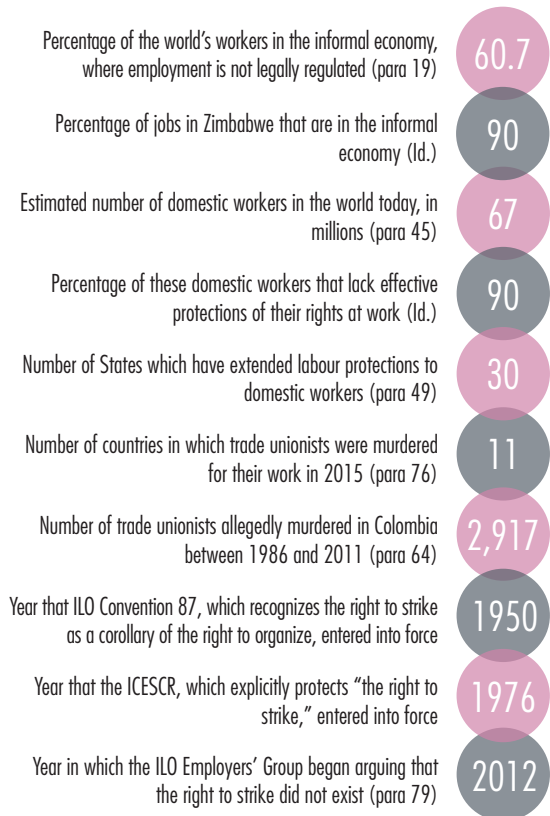 Percentage of the world's workers in the informal economy,
where employment is not legally regulated (para 19)
60.7
Percentage of jobs in Zimbabwe that are in the informal
economy (Id.)
90
Estimated number of domestic workers in the world today, in
millions (para 45)
67
Percentage of these domestic workers that lack effective
protections of their rights at work (Id.)
90
Number of States which have extended labour protections to
domestic workers (para 49)
30
Number of countries in which trade unionists were murdered
for their work in 2015 (para 76)
11
Number of trade unionists allegedly murdered in Colombia
between 1986 and 2011 (para 64)
2,917
Year that ILO Convention 87, which recognizes the right to strike
as a corollary of the right to organize, entered into force
1950
Year that the ICESCR, which explicitly protects “the right to
strike,” entered into force
1976
Year in which the ILO Employers’ Group began arguing that
the right to strike did not exist (para 79)
2012